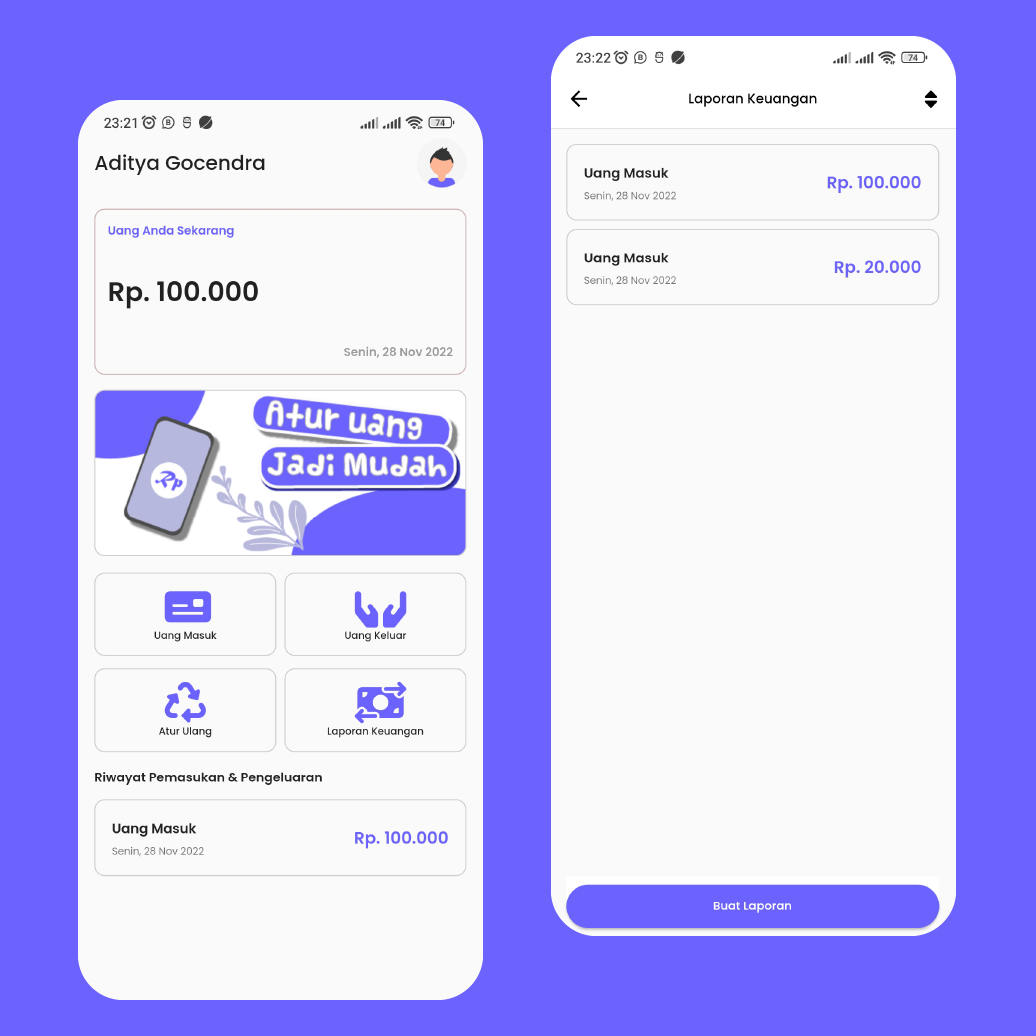 23:21
74
Aditya Gocendra
Uang Anda Sekarang
Rp. 100.000
Senin, 28 Nov 2022
Rp
Atur uang
Jadi Mudah
Uang Masuk
Uang Keluar
Atur Ulang
Laporan Keuangan
Riwayat Pemasukan & Pengeluaran
Uang Masuk
Rp. 100.000
Senin, 28 Nov 2022
23:22
74
Laporan Keuangan
Uang Masuk
Rp. 100.000
Senin, 28 Nov 2022
Uang Masuk
Rp. 20.000
Senin, 28 Nov 2022
Buat Laporan